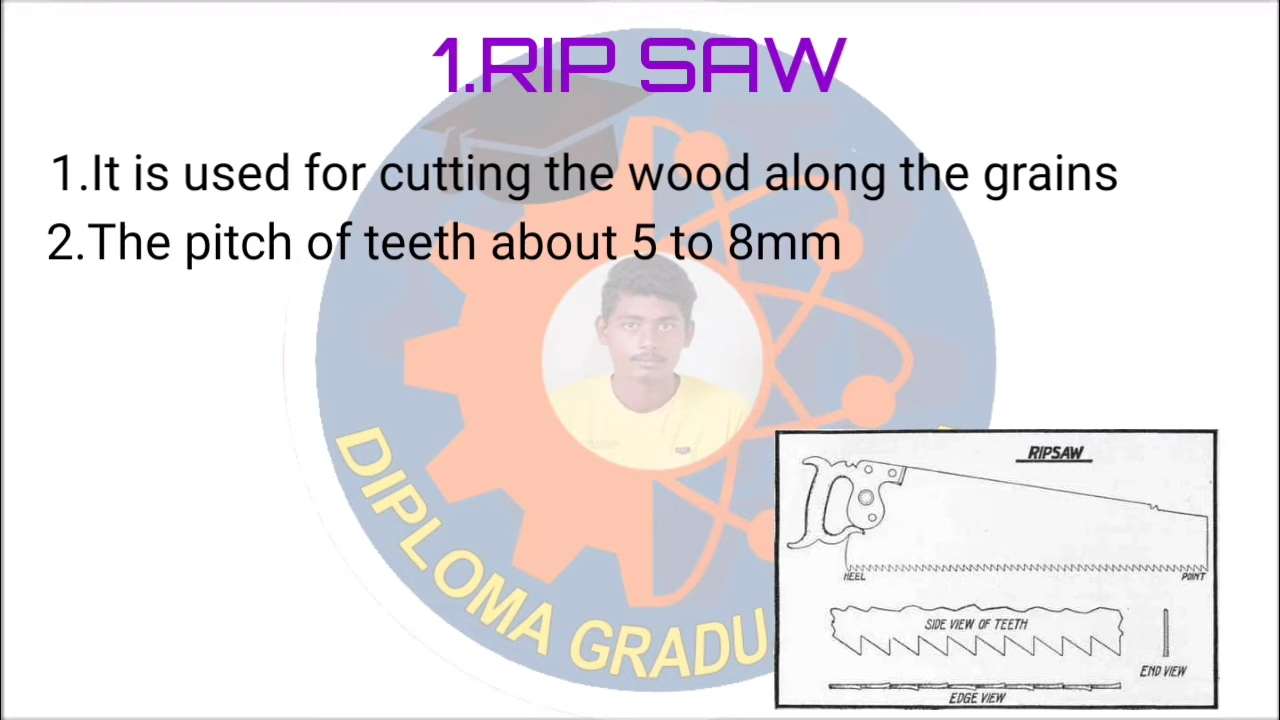 1.RIP SAW
1.It is used for cutting the wood along the grains
2.The pitch of teeth about 5 to 8mm
RIPSAW
HEEL
POINT
SIDE VIEW OF TEETH
END VIEW
EDGE VIEW
DIPLOMA GRADU